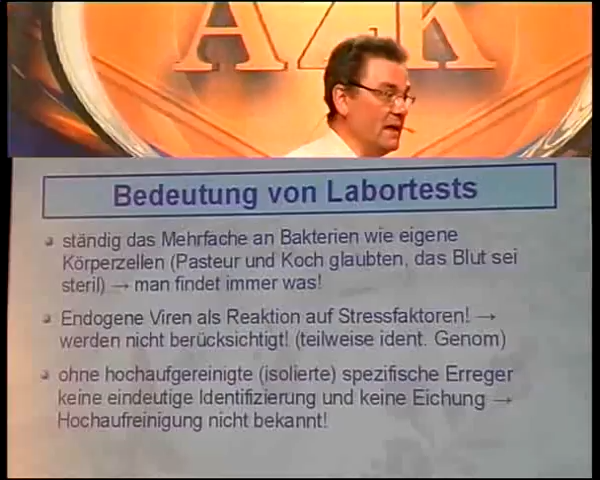 AZK
Bedeutung von Labortests
ständig das Mehrfache an Bakterien wie eigene
Körperzellen (Pasteur und Koch glaubten, das Blut sei
steril) → man findet immer was!
Endogene Viren als Reaktion auf Stressfaktoren! →
werden nicht berücksichtigt! (teilweise ident. Genom)
ohne hochaufgereinigte (isolierte) spezifische Erreger
keine eindeutige Identifizierung und keine Eichung →
Hochaufreinigung nicht bekannt!